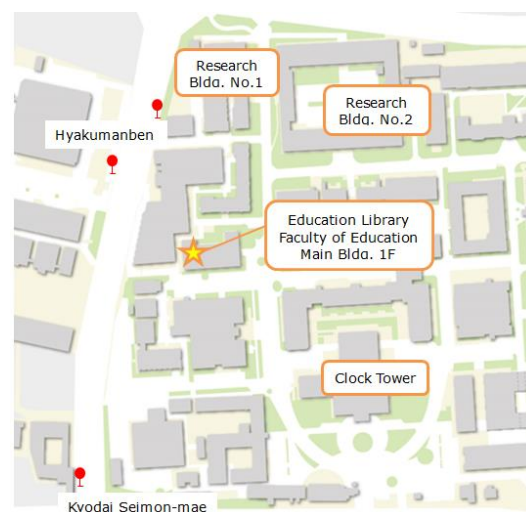 Research
Bldg. No.1
Research
Bldg. No.2
Hyakumanben
Education Library
Faculty of Education
Main Bldg. 1F
Clock Tower
Kyodai Seimon-mae